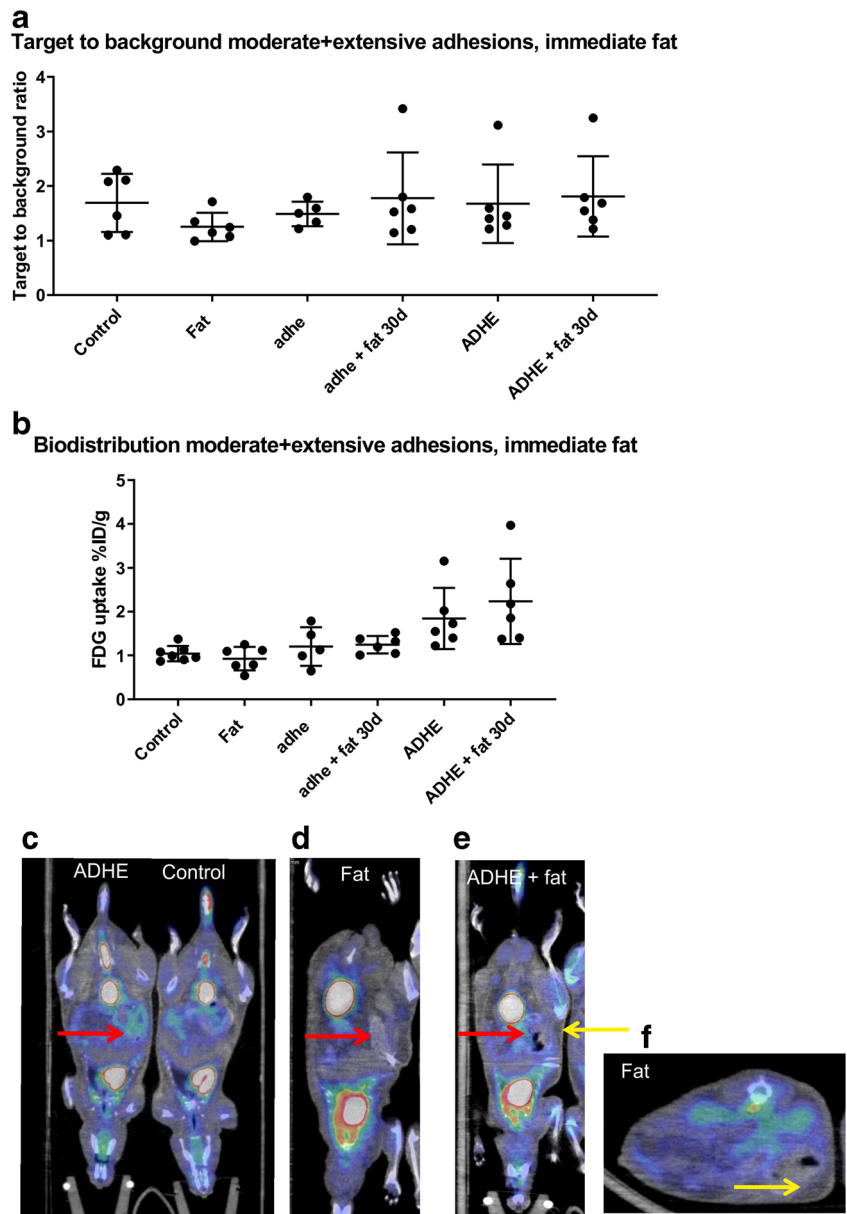 a
Target to background moderate+extensive adhesions, immediate fat
Target to background ratio
4
3
2
1
0
Control
Fat
adhe
adhe + fat 30d
ADHE
ADHE + fat 30d
b
Biodistribution moderate+extensive adhesions, immediate fat
FDG uptake %ID/g
5
4
3
2
1
0
Control
Fat
adhe
adhe + fat 30d
ADHE
ADHE + fat 30d
c
ADHE Control
d
mm
Fat
e
ADHE + fat
f
Fat